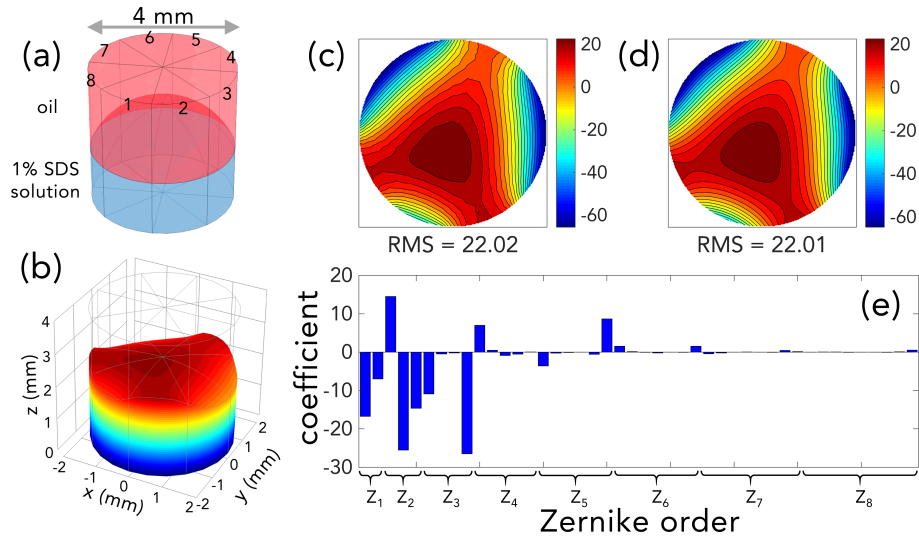 (a)
4 mm
1 2 3 4 5 6 7 8
oil
1% SDS
solution
(b)
z (mm)
4
3
2
1
0
-2
-1
0
1
2
x (mm)
-2
-1
0
1
2
y (mm)
(c)
20
0
-20
-40
-60
RMS = 22.02
(d)
20
0
-20
-40
-60
RMS = 22.01
(e)
coefficient
20
10
0
-10
-20
-30
Z1 Z2 Z3 Z4 Z5 Z6 Z7 Z8
Zernike order